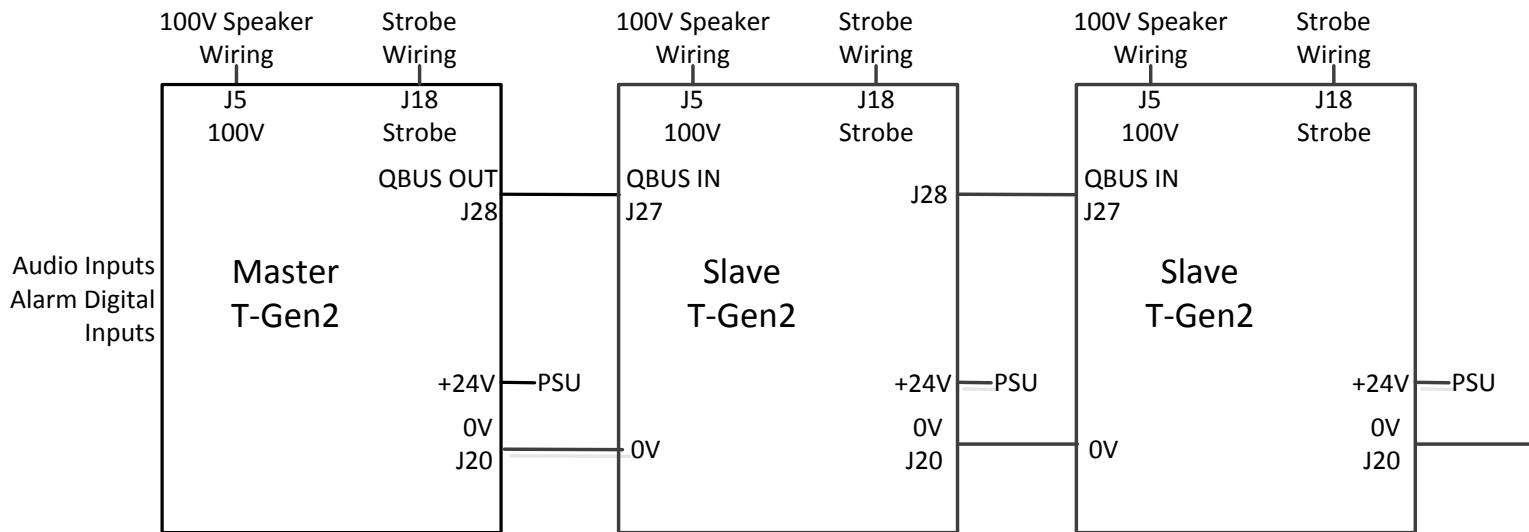 100V Speaker
Wiring
Strobe
Wiring
100V Speaker
Wiring
Strobe
Wiring
100V Speaker
Wiring
Strobe
Wiring
Audio Inputs
Alarm Digital
Inputs
J5
100V
J18
Strobe
QBUS OUT
J28
Master
T-Gen2
+24V
PSU
0V
J20
J5
100V
J18
Strobe
QBUS IN
J27
J28
Slave
T-Gen2
+24V
PSU
0V
0V
J20
J5
100V
J18
Strobe
QBUS IN
J27
Slave
T-Gen2
+24V
PSU
0V
0V
J20